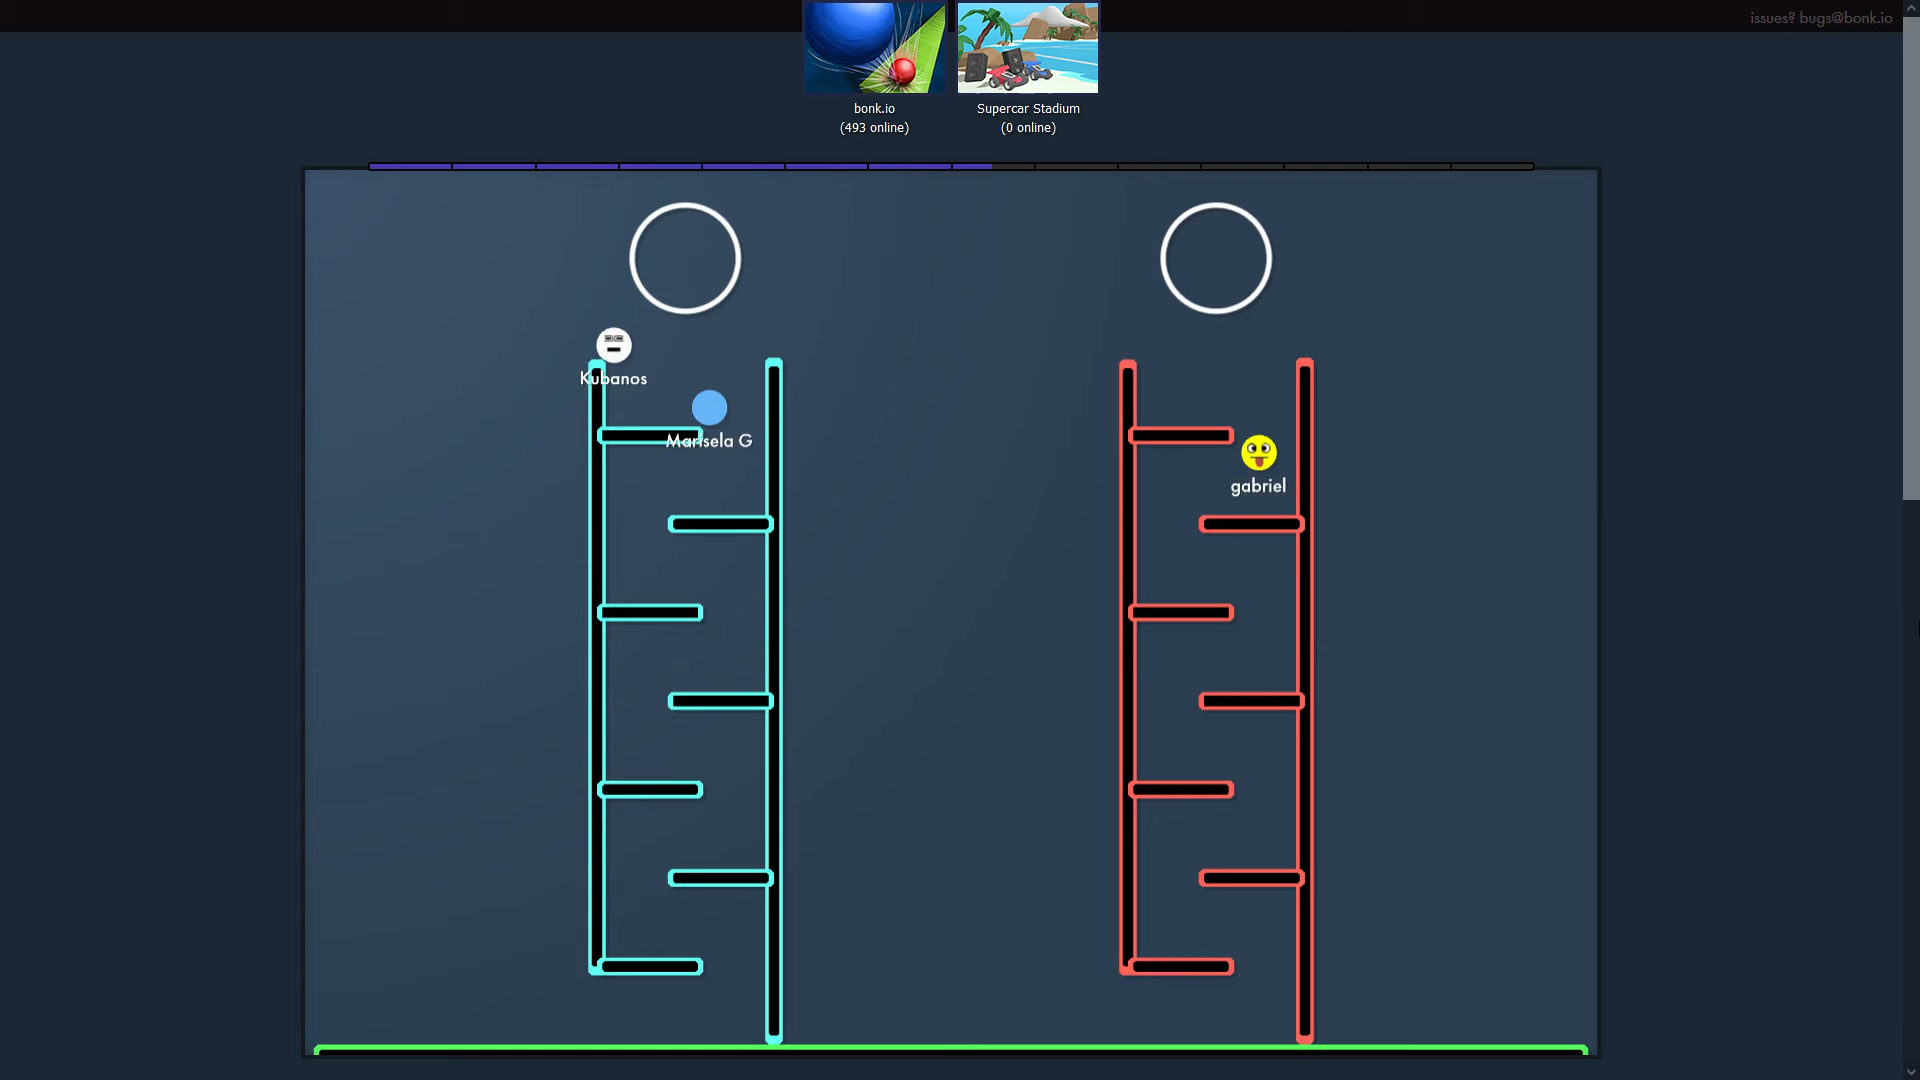 issues? bugs@bonk.io
bonk.io
(493 online)
Supercar Stadium
(0 online)
Kubanos
Marisela G
gabriel